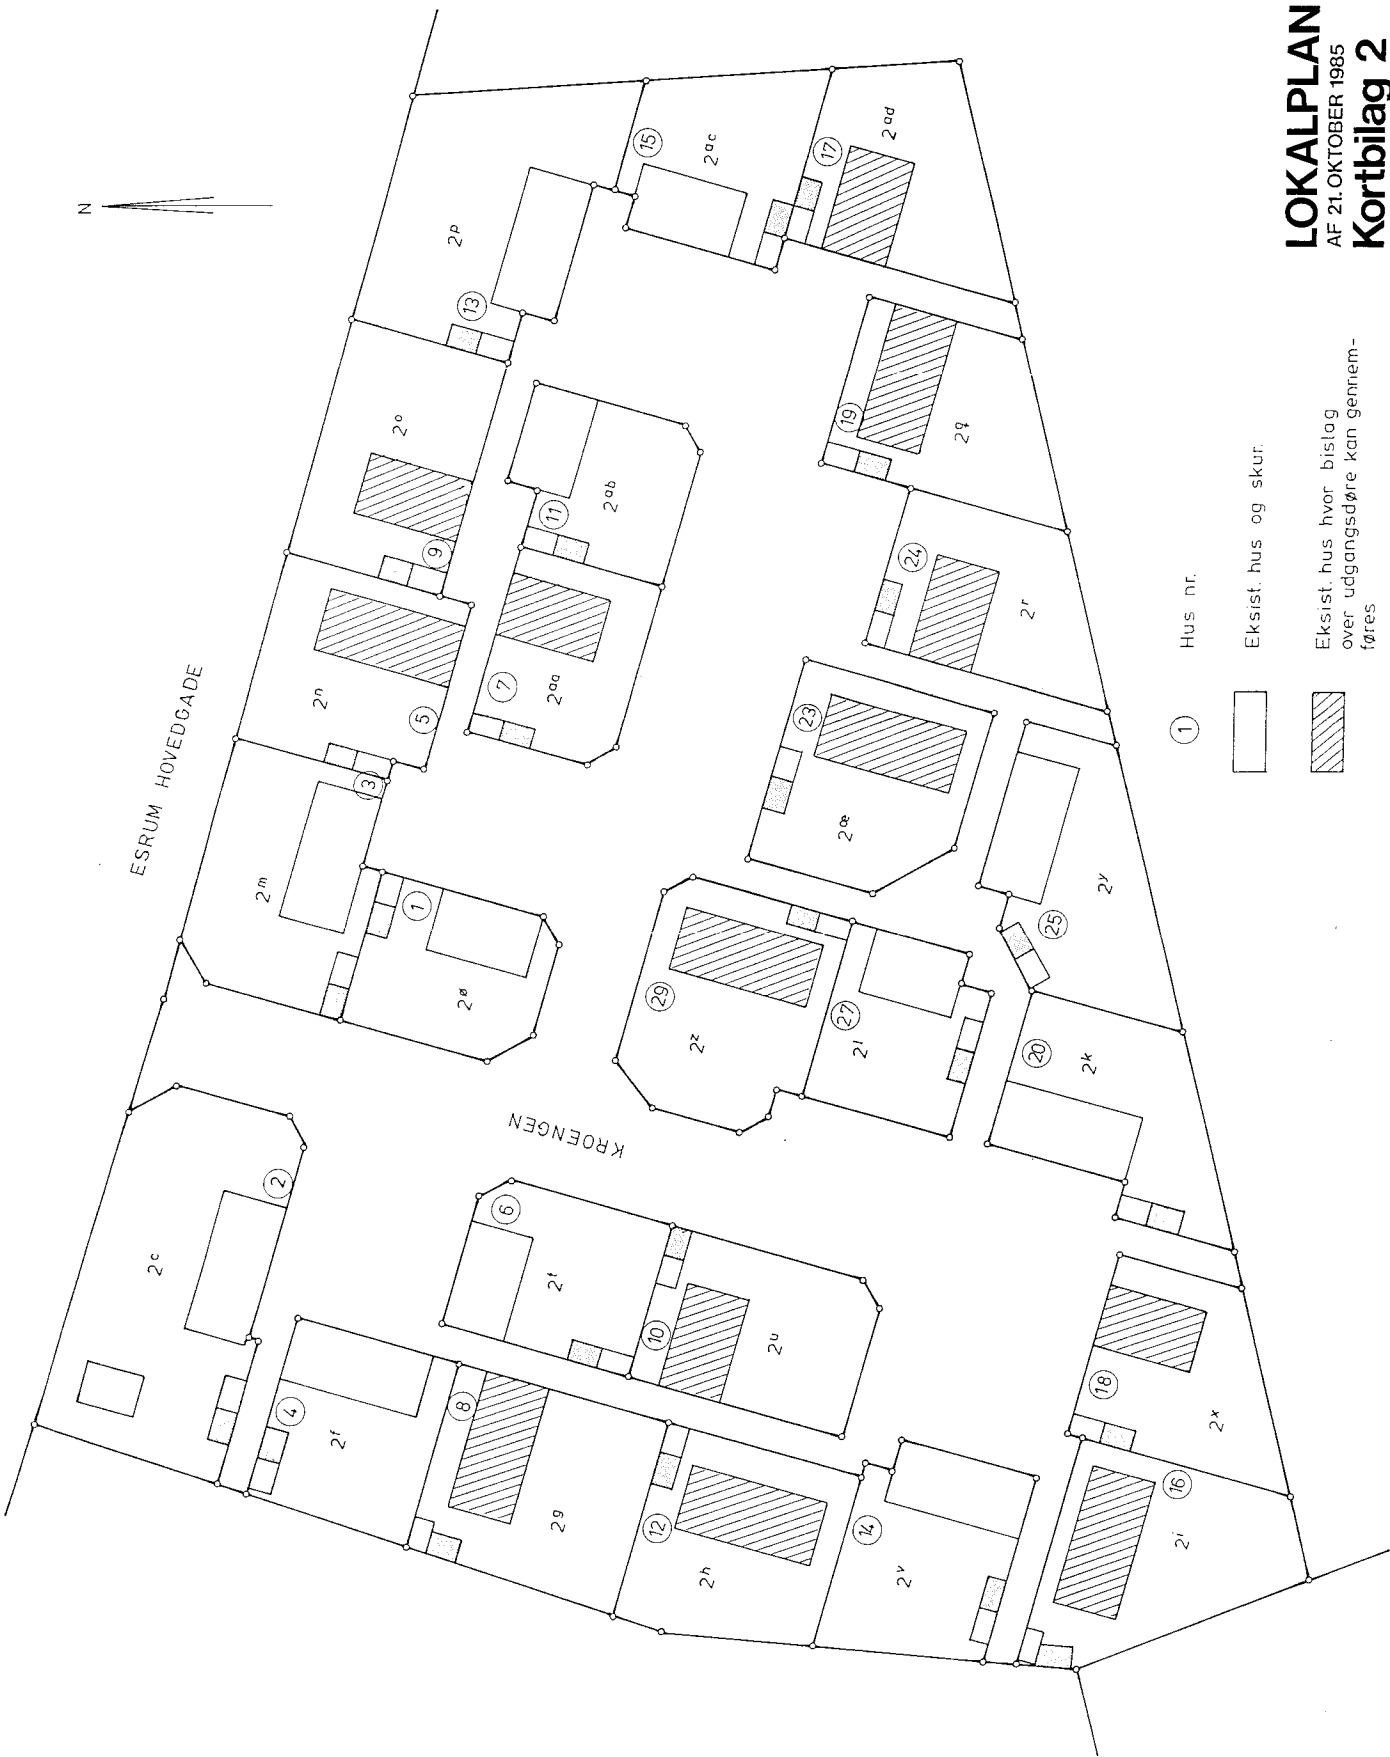 LOKALPLAN
AF 21. OKTOBER 1985
Kortbilag 2
N
ESRUM HOVEDGADE
KROENGEN
2c
2
4
2f
6
2t
8
2g
10
2u
12
2h
14
2v
16
2i
18
2x
20
2k
2m
3
1
2ø
2n
5
7
2aa
9
2o
11
2ab
13
2p
15
2ac
17
2ad
19
2q
24
2r
23
2æ
25
2y
27
2l
29
2z
1
Hus nr.
Eksist. hus og skur.
Eksist. hus hvor bislag
over udgangsdøre kan gennem-
føres